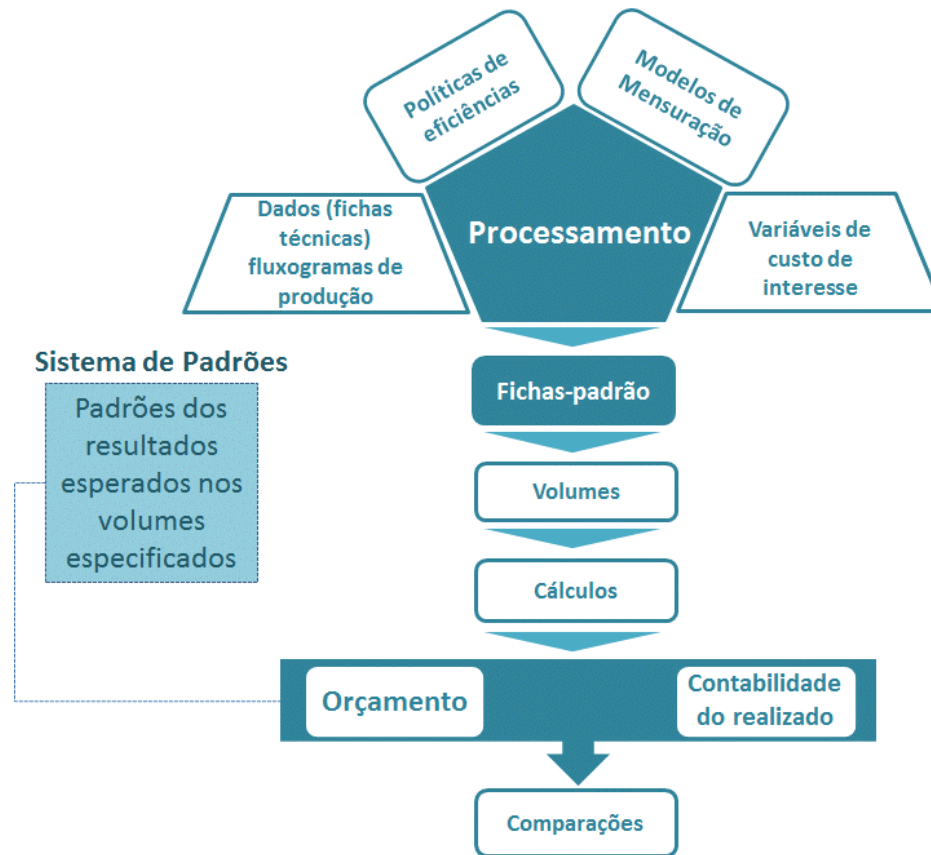 Políticas de
eficiências
Modelos de
Mensuração
Dados (fichas
técnicas)
fluxogramas de
produção
Processamento
Variáveis de
custo de
interesse
Sistema de Padrões
Padrões dos
resultados
esperados nos
volumes
especificados
Fichas-padrão
Volumes
Cálculos
Orçamento
Contabilidade
do realizado
Comparações